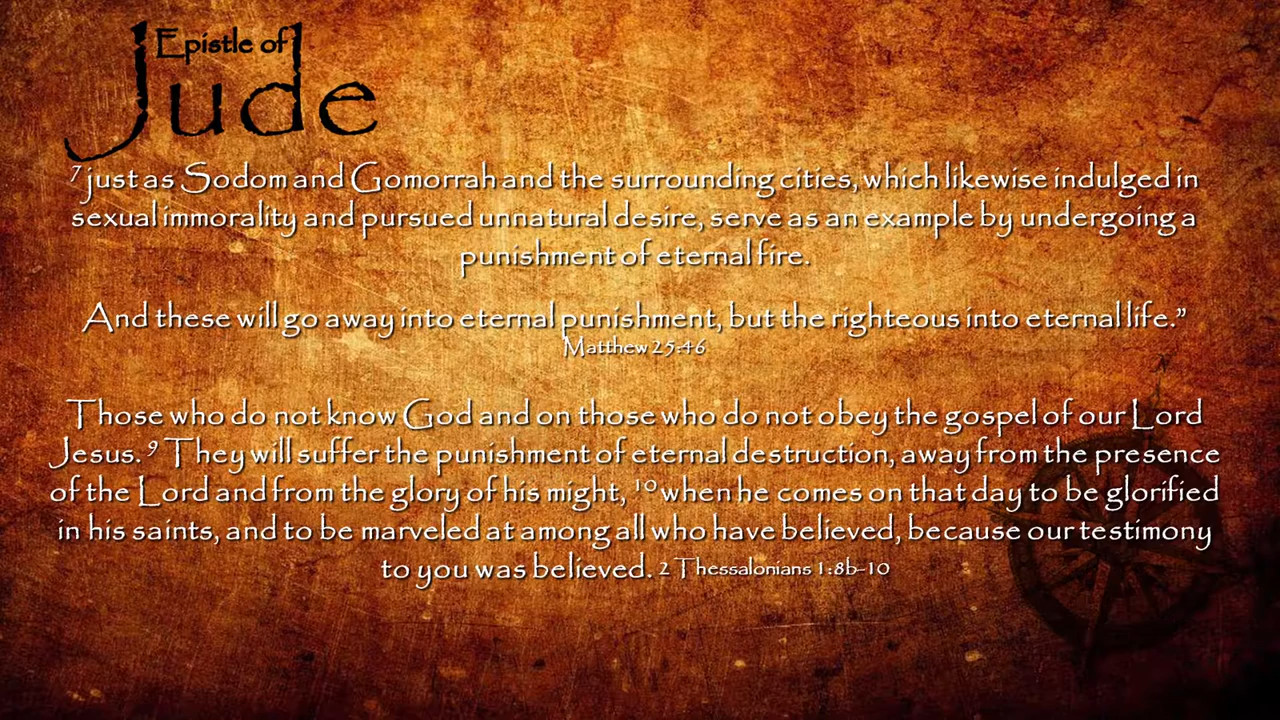 Epistle of
Jude
7 just as Sodom and Gomorrah and the surrounding cities, which likewise indulged in
sexual immorality and pursued unnatural desire, serve as an example by undergoing a
punishment of eternal fire.
And these will go away into eternal punishment, but the righteous into eternal life.”
Matthew 25:46
Those who do not know God and on those who do not obey the gospel of our Lord
Jesus. 9 They will suffer the punishment of eternal destruction, away from the presence
of the Lord and from the glory of his might, 10 when he comes on that day to be glorified
in his saints, and to be marveled at among all who have believed, because our testimony
to you was believed. 2 Thessalonians 1:8b-10